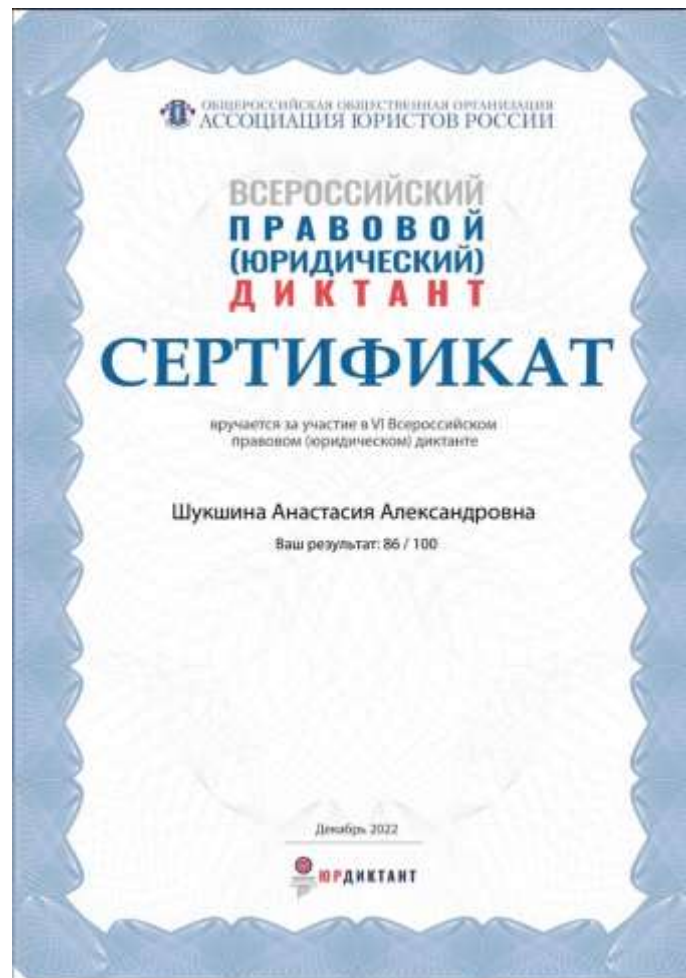 ОБЩЕРОССИЙСКАЯ ОБЩЕСТВЕННАЯ ОРГАНИЗАЦИЯ
АССОЦИАЦИЯ ЮРИСТОВ РОССИИ
ВСЕРОССИЙСКИЙ
ПРАВОВОЙ
(ЮРИДИЧЕСКИЙ)
ДИКТАНТ
СЕРТИФИКАТ
вручается за участие в VI Всероссийском
правовом (юридическом) диктанте
Шукшина Анастасия Александровна
Ваш результат: 86 / 100
Декабрь 2022
ЮРДИКТАНТ